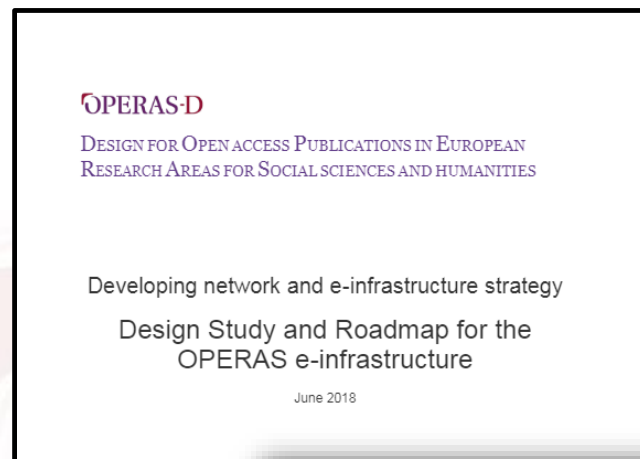 OPERAS-D
DESIGN FOR OPEN ACCESS PUBLICATIONS IN EUROPEAN
RESEARCH AREAS FOR SOCIAL SCIENCES AND HUMANITIES
Developing network and e-infrastructure strategy
Design Study and Roadmap for the
OPERAS e-infrastructure
June 2018